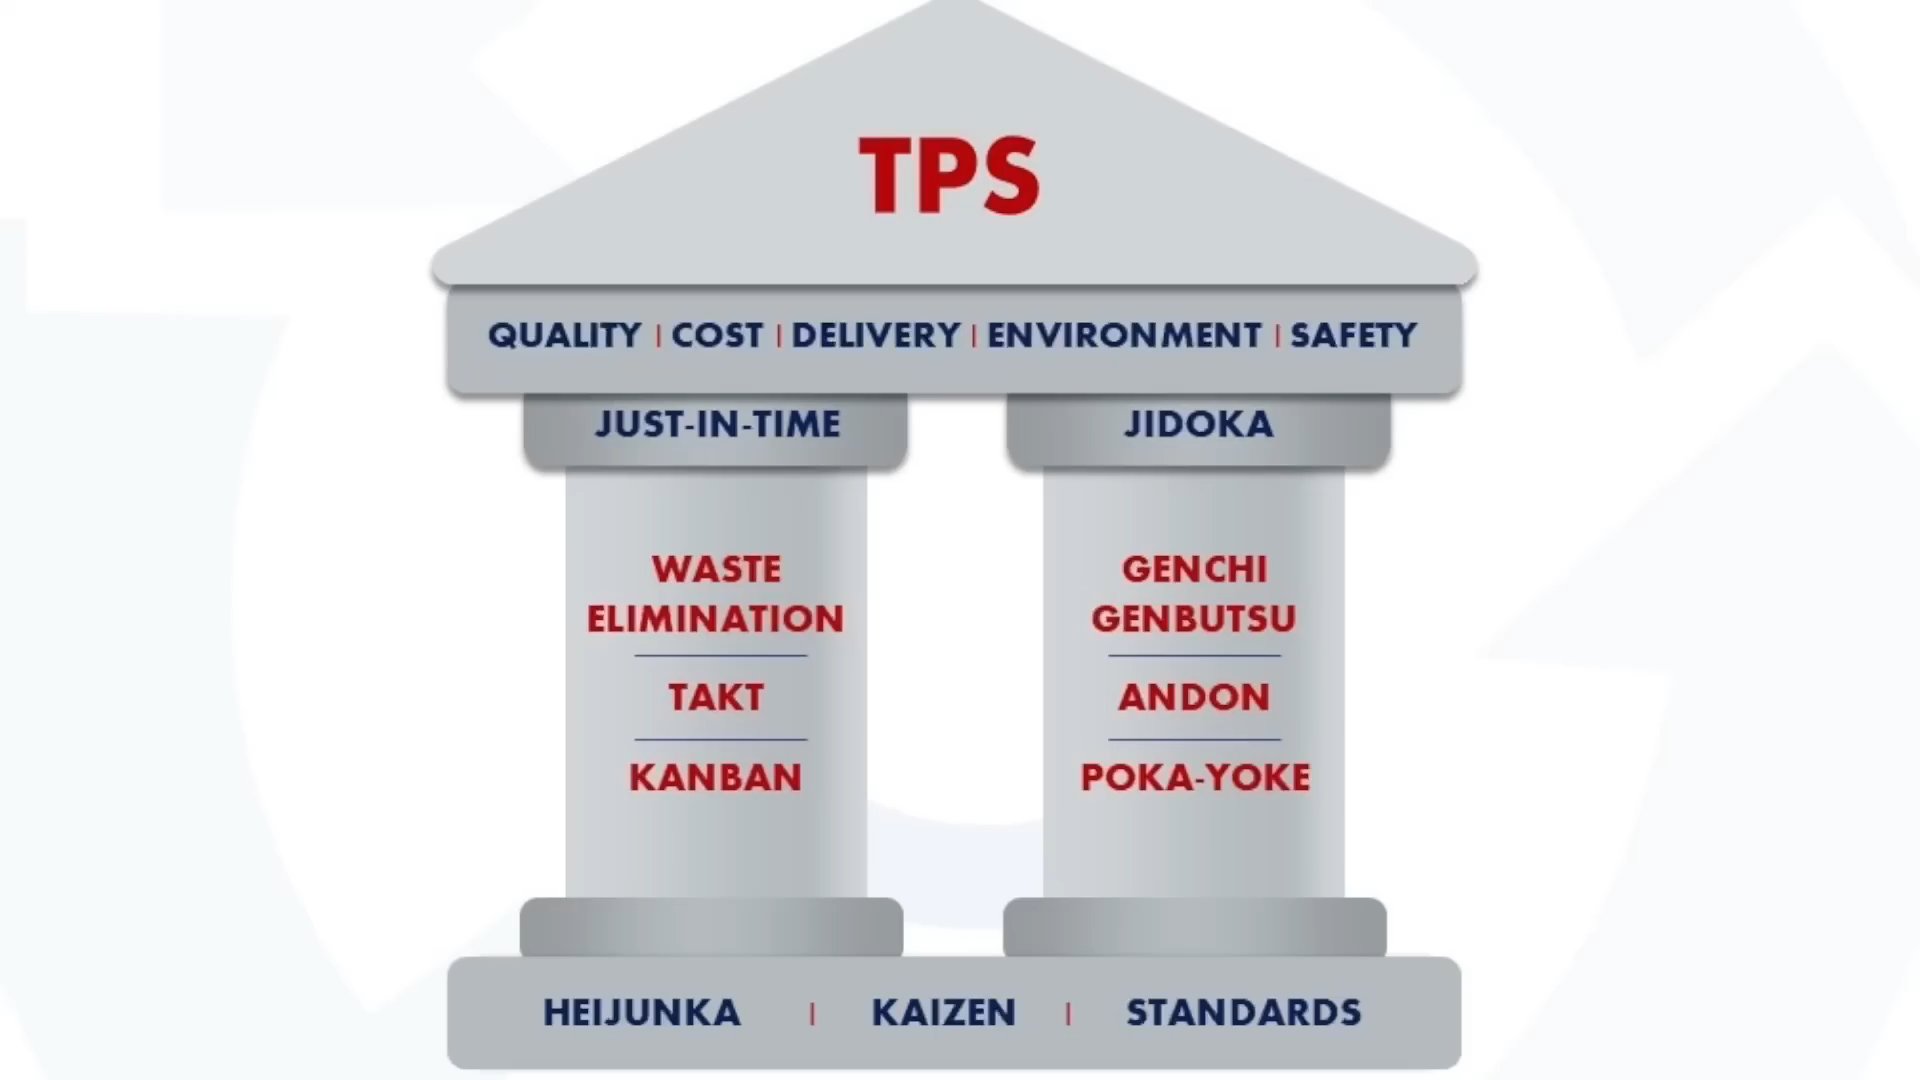 TPS
QUALITY | COST | DELIVERY | ENVIRONMENT | SAFETY
JUST-IN-TIME
WASTE
ELIMINATION
TAKT
KANBAN
JIDOKA
GENCHI
GENBUTSU
ANDON
POKA-YOKE
HEIJUNKA | KAIZEN | STANDARDS